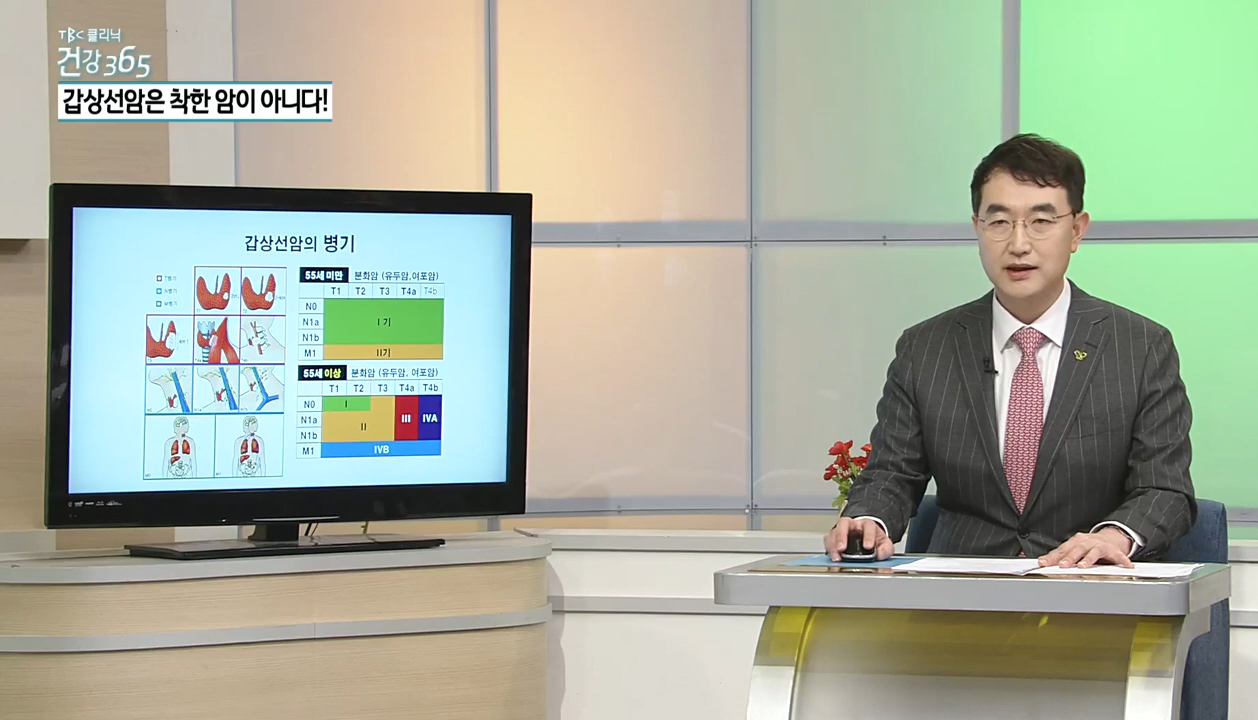 TBC 클리닉
건강 365
갑상선암은 착한 암이 아니다!
갑상선암의 병기
55세 미만 분화암 (유두암,여포암)
T1 T2 T3 T4a T4b
N0
N1a I 기
N1b
M1 II기
55세 이상 분화암 (유두암,여포암)
T1 T2 T3 T4a T4b
N0 I
N1a II III IVA
N1b
M1 IVB